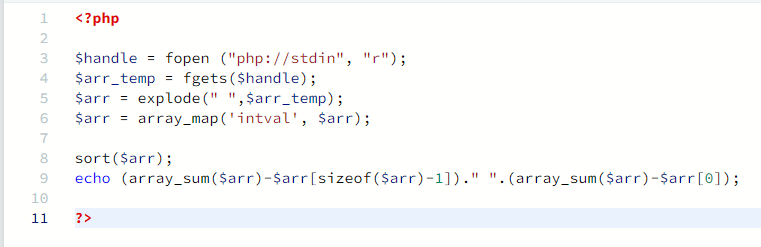 1 <?php
2
3 $handle = fopen ("php://stdin", "r");
4 $arr_temp = fgets($handle);
5 $arr = explode(" ",$arr_temp);
6 $arr = array_map('intval', $arr);
7
8 sort($arr);
9 echo (array_sum($arr)-$arr[sizeof($arr)-1])." ".(array_sum($arr)-$arr[0]);
10
11 ?>